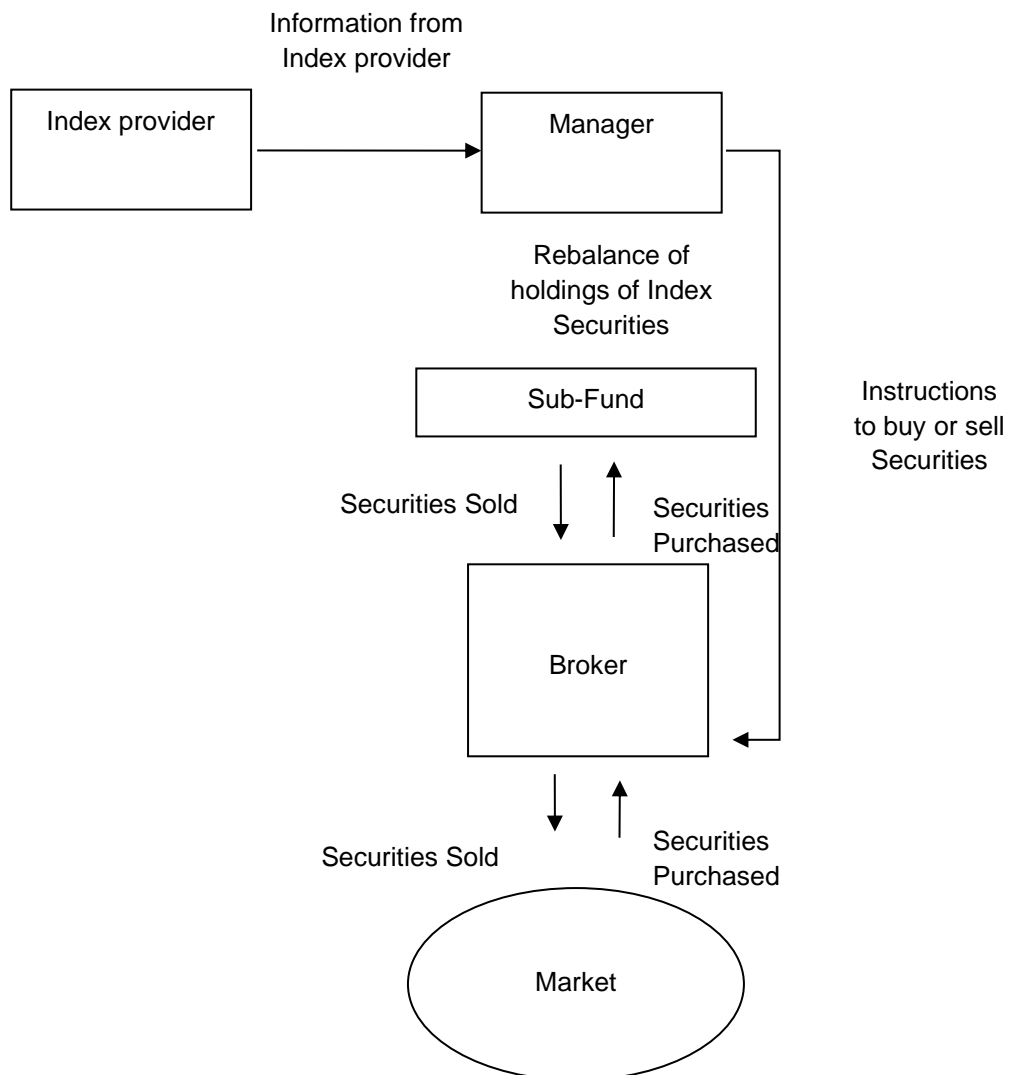 Information from
Index provider
Index provider
Manager
Rebalance of
holdings of Index
Securities
Sub-Fund
Instructions
to buy or sell
Securities
Securities Sold
Securities
Purchased
Broker
Securities Sold
Securities
Purchased
Market